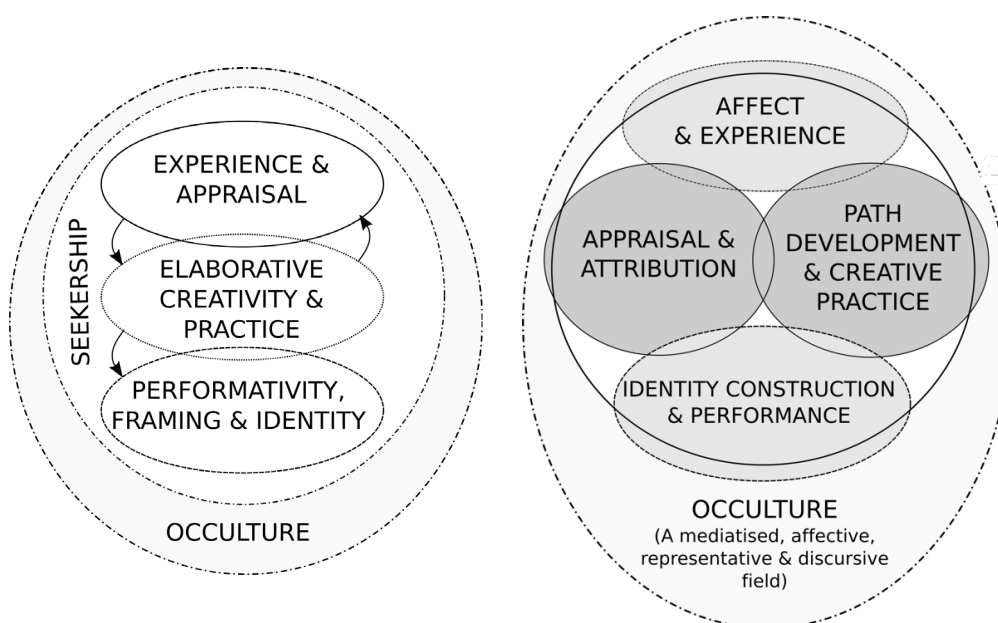 SEEKERSHIP
EXPERIENCE &
APPRAISAL
ELABORATIVE
CREATIVITY &
PRACTICE
PERFORMATIVITY,
FRAMING & IDENTITY
OCCULTURE
AFFECT
& EXPERIENCE
APPRAISAL &
ATTRIBUTION
PATH
DEVELOPMENT
& CREATIVE
PRACTICE
IDENTITY CONSTRUCTION
& PERFORMANCE
OCCULTURE
(A mediatised, affective,
representative & discursive
field)